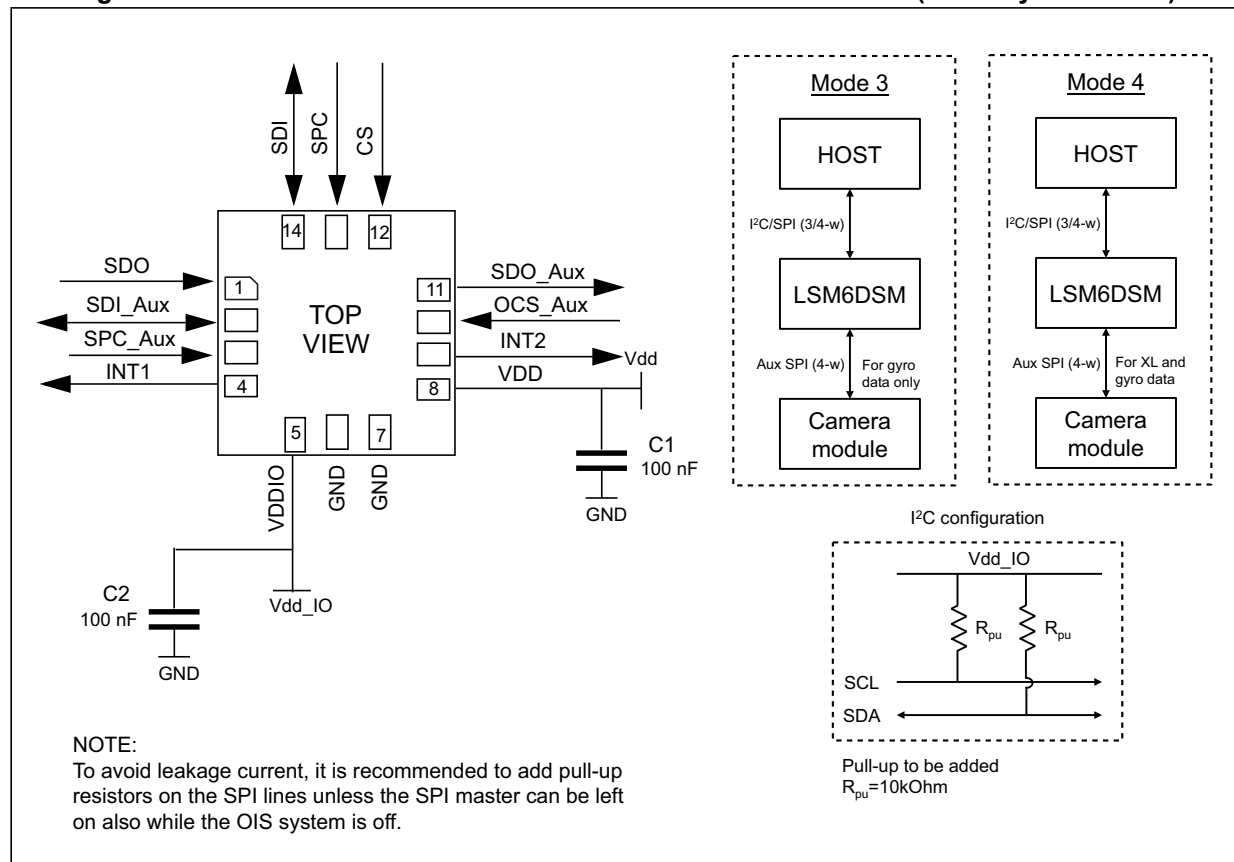 SDI
SPC
CS
14
12
SDO
SDI_Aux
SPC_Aux
INT1
1
4
TOP
VIEW
11
8
SDO_Aux
OCS_Aux
INT2
VDD
Vdd
5
7
VDDIO
GND
GND
C1
100 nF
GND
C2
100 nF
GND
Vdd_IO
Mode 3
HOST
I²C/SPI (3/4-w)
LSM6DSM
Aux SPI (4-w)
For gyro
data only
Camera
module
Mode 4
HOST
I²C/SPI (3/4-w)
LSM6DSM
Aux SPI (4-w)
For XL and
gyro data
Camera
module
I²C configuration
Vdd_IO
Rpu
Rpu
SCL
SDA
Pull-up to be added
Rpu=10kOhm
NOTE:
To avoid leakage current, it is recommended to add pull-up
resistors on the SPI lines unless the SPI master can be left
on also while the OIS system is off.